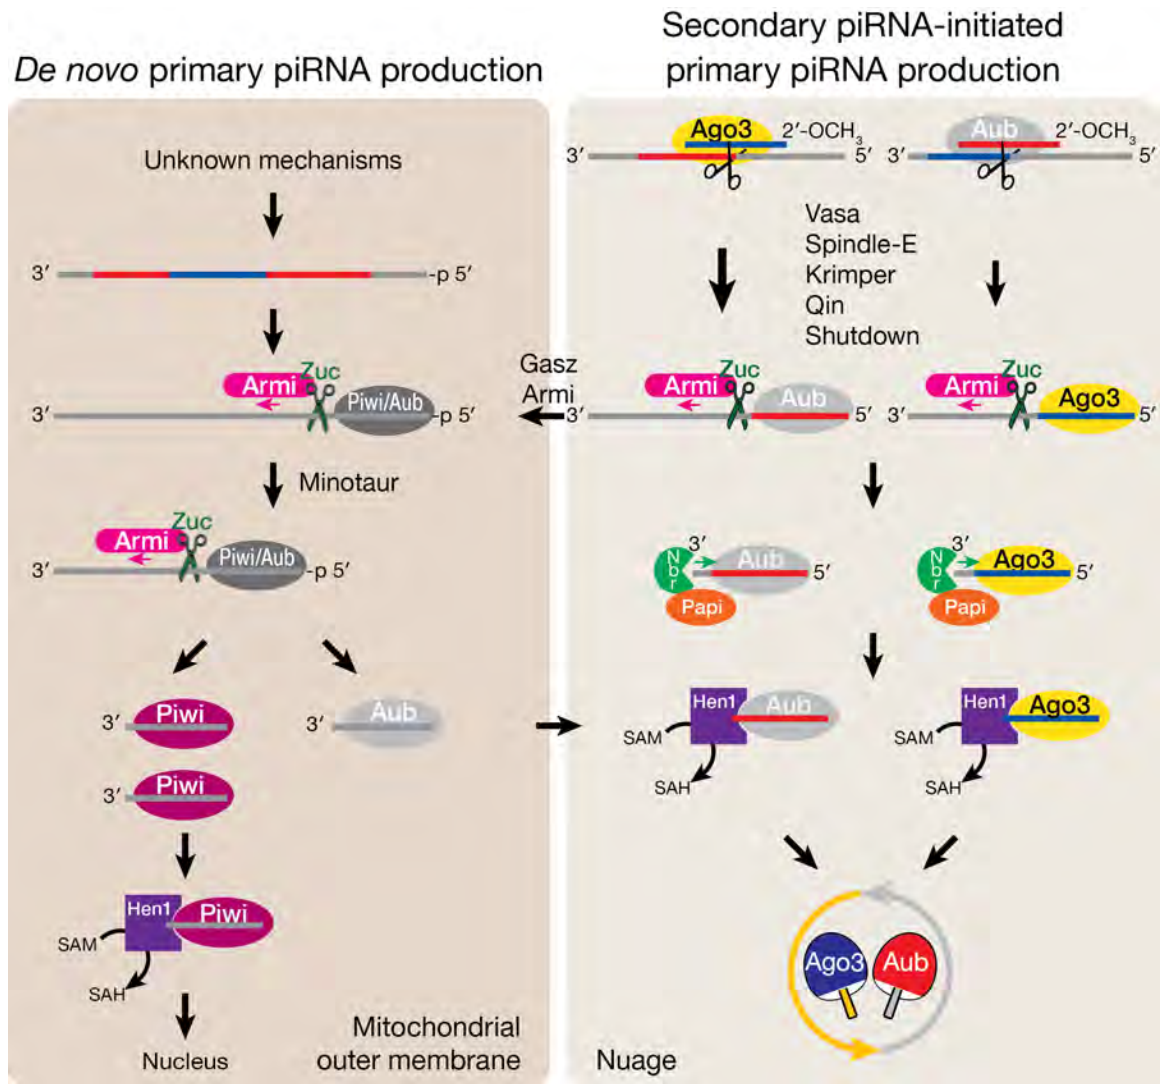 De novo primary piRNA production
Unknown mechanisms
3′
-p 5′
Zuc
Armi
Piwi/Aub
3′
-p 5′
Minotaur
Zuc
Armi
Piwi/Aub
3′
-p 5′
Piwi
3′
Aub
3′
Piwi
3′
Hen1
Piwi
SAM
SAH
Nucleus
Mitochondrial
outer membrane
Gasz
Armi
Secondary piRNA-initiated
primary piRNA production
Ago3
2′-OCH3
3′
5′
Aub
2′-OCH3
3′
5′
Vasa
Spindle-E
Krimper
Qin
Shutdown
Zuc
Armi
Aub
3′
5′
Zuc
Armi
Ago3
3′
5′
Nbr
3′
Aub
5′
Papi
Nbr
3′
Ago3
5′
Papi
Hen1
Aub
SAM
SAH
Hen1
Ago3
SAM
SAH
Ago3
Aub
Nuage